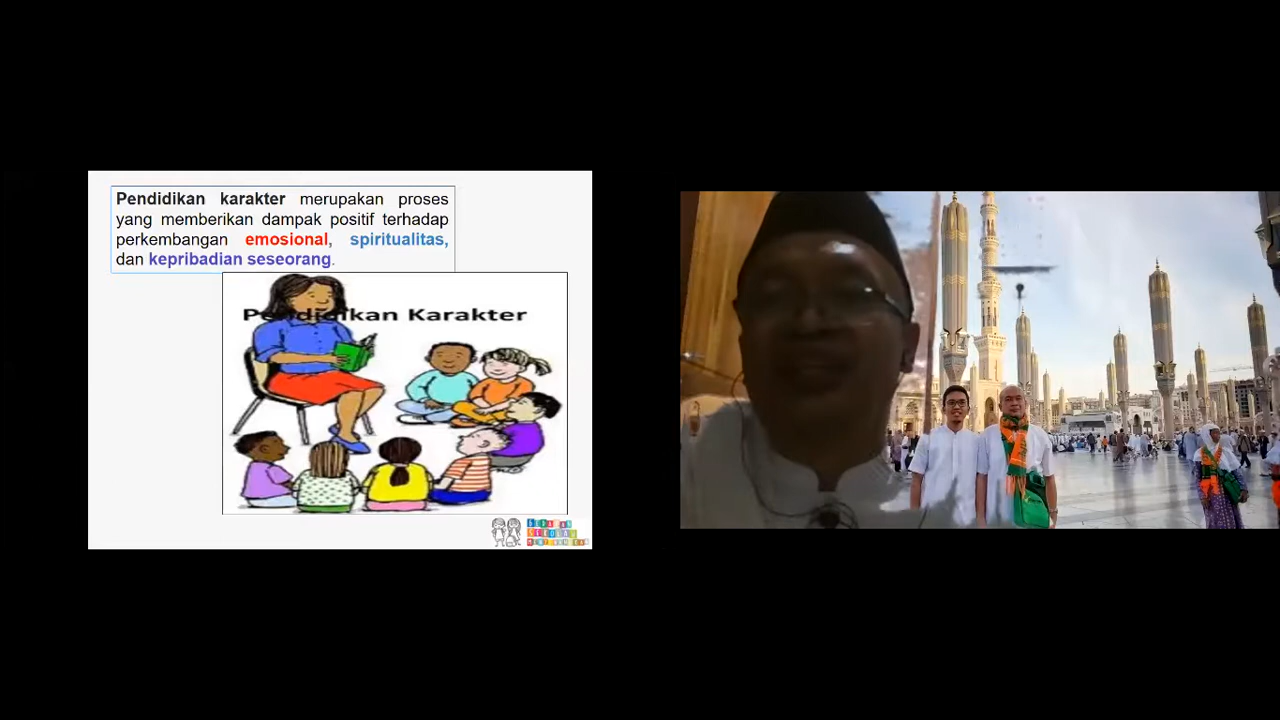 Pendidikan karakter merupakan proses
yang memberikan dampak positif terhadap
perkembangan emosional, spiritualitas,
dan kepribadian seseorang.
Pendidikan Karakter